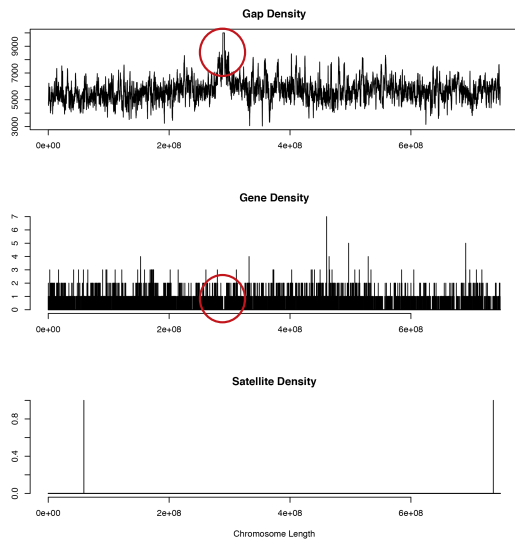 Gap Density
9000
7000
5000
3000
0e+00 2e+08 4e+08 6e+08
Gene Density
7
6
5
4
3
2
1
0
0e+00 2e+08 4e+08 6e+08
Satellite Density
0.8
0.4
0.0
0e+00 2e+08 4e+08 6e+08
Chromosome Length